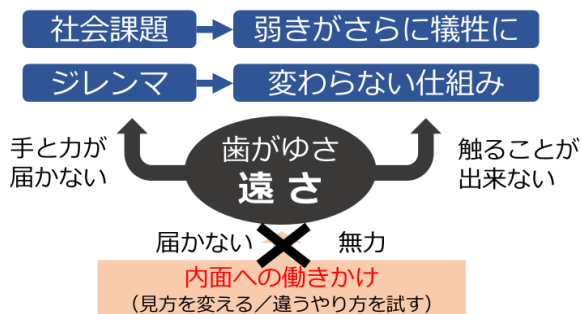 社会課題
弱きがさらに犠牲に
ジレンマ
変わらない仕組み
手と力が
届かない
歯がゆさ
遠さ
触ることが
出来ない
届かない
無力
内面への働きかけ
（見方を変える／違うやり方を試す）